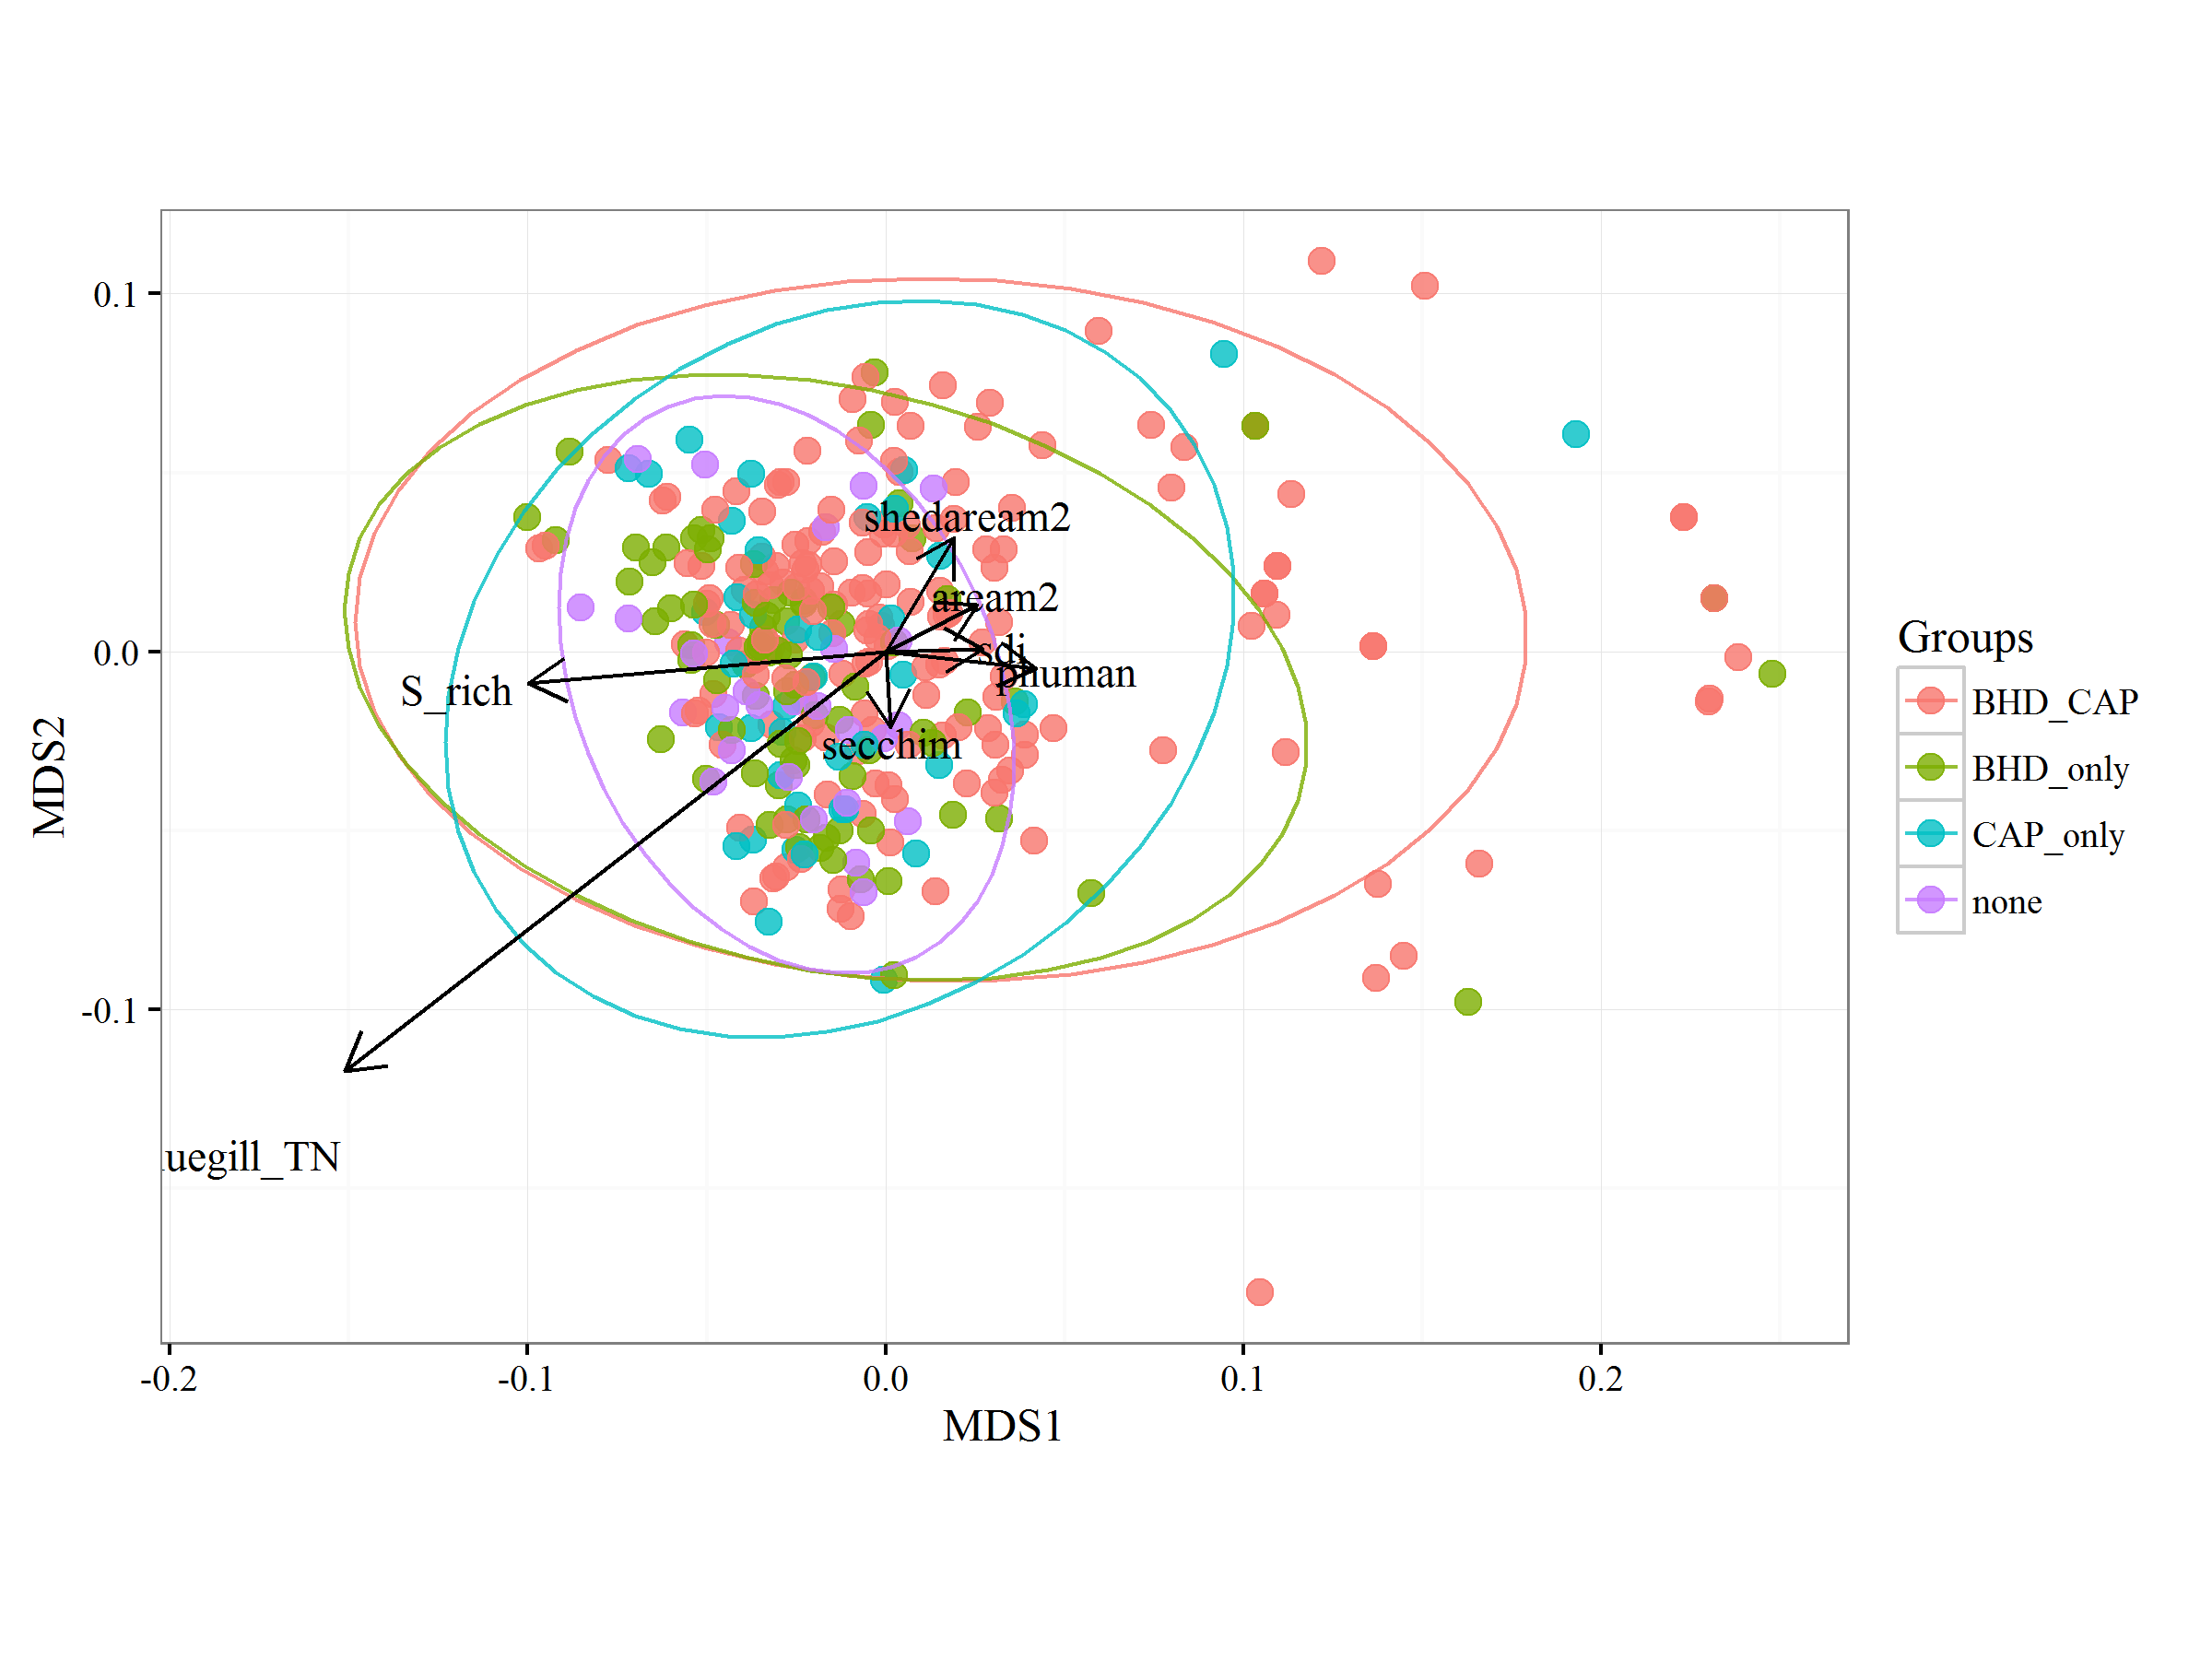 0.1
0.0
-0.1
MDS2
-0.2
-0.1
0.0
0.1
0.2
MDS1
shedaream2
aream2
sdi
phuman
S_rich
secchim
uegill_TN
Groups
BHD_CAP
BHD_only
CAP_only
none